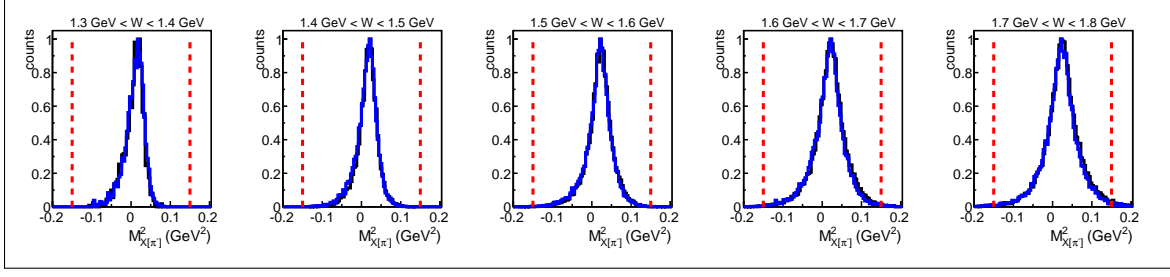 1.3 GeV < W < 1.4 GeV
counts
1
0.8
0.6
0.4
0.2
0
-0.2 -0.1 0 0.1 0.2
M²X[π⁻] (GeV²)
1.4 GeV < W < 1.5 GeV
counts
1
0.8
0.6
0.4
0.2
0
-0.2 -0.1 0 0.1 0.2
M²X[π⁻] (GeV²)
1.5 GeV < W < 1.6 GeV
counts
1
0.8
0.6
0.4
0.2
0
-0.2 -0.1 0 0.1 0.2
M²X[π⁻] (GeV²)
1.6 GeV < W < 1.7 GeV
counts
1
0.8
0.6
0.4
0.2
0
-0.2 -0.1 0 0.1 0.2
M²X[π⁻] (GeV²)
1.7 GeV < W < 1.8 GeV
counts
1
0.8
0.6
0.4
0.2
0
-0.2 -0.1 0 0.1 0.2
M²X[π⁻] (GeV²)